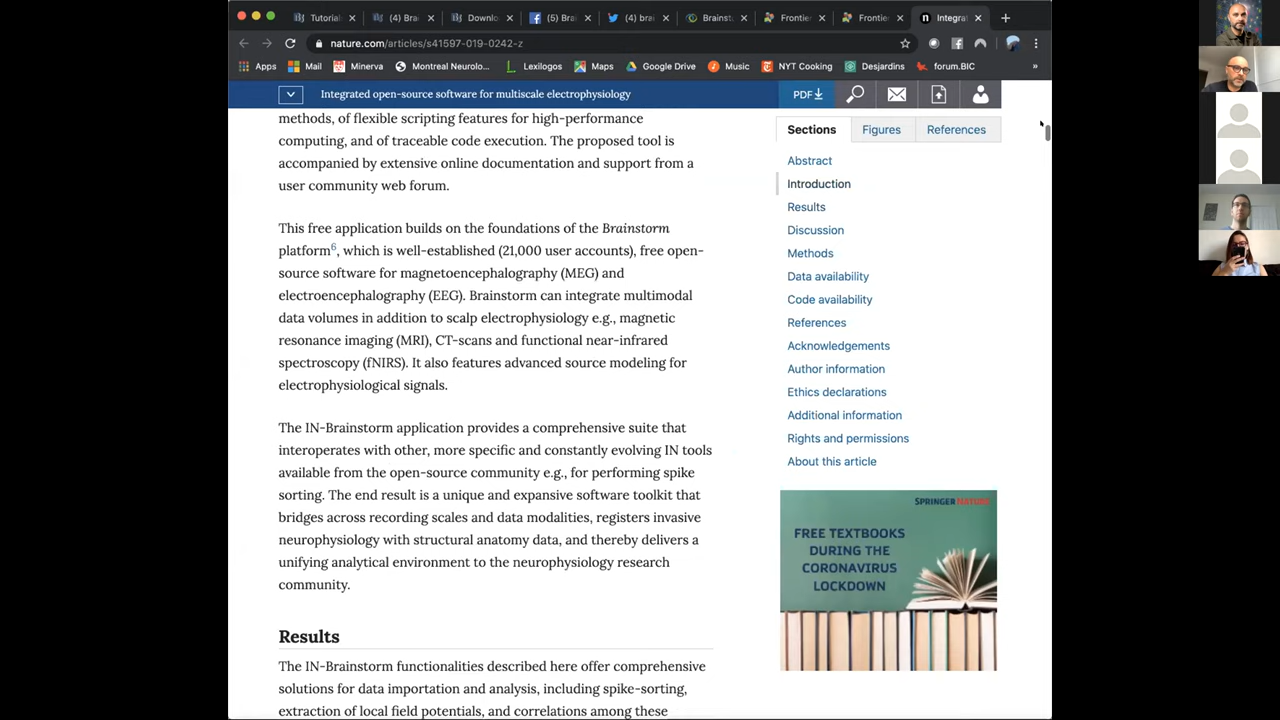 Tutorial
(4) Bra
Downlo
(5) Bra
(4) brai
Brainst
Frontier
Frontier
Integra
nature.com/articles/s41597-019-0242-z
Apps
Mail
Minerva
Montreal Neurolo...
Lexilogos
Maps
Google Drive
Music
NYT Cooking
Desjardins
forum.BIC
»
Integrated open-source software for multiscale electrophysiology
PDF
methods, of flexible scripting features for high-performance
computing, and of traceable code execution. The proposed tool is
accompanied by extensive online documentation and support from a
user community web forum.
This free application builds on the foundations of the Brainstorm
platform6, which is well-established (21,000 user accounts), free open-
source software for magnetoencephalography (MEG) and
electroencephalography (EEG). Brainstorm can integrate multimodal
data volumes in addition to scalp electrophysiology e.g., magnetic
resonance imaging (MRI), CT-scans and functional near-infrared
spectroscopy (fNIRS). It also features advanced source modeling for
electrophysiological signals.
The IN-Brainstorm application provides a comprehensive suite that
interoperates with other, more specific and constantly evolving IN tools
available from the open-source community e.g., for performing spike
sorting. The end result is a unique and expansive software toolkit that
bridges across recording scales and data modalities, registers invasive
neurophysiology with structural anatomy data, and thereby delivers a
unifying analytical environment to the neurophysiology research
community.
Results
The IN-Brainstorm functionalities described here offer comprehensive
solutions for data importation and analysis, including spike-sorting,
extraction of local field potentials, and correlations among these
Sections
Figures
References
Abstract
Introduction
Results
Discussion
Methods
Data availability
Code availability
References
Acknowledgements
Author information
Ethics declarations
Additional information
Rights and permissions
About this article
SPRINGER NATURE
FREE TEXTBOOKS
DURING THE
CORONAVIRUS
LOCKDOWN